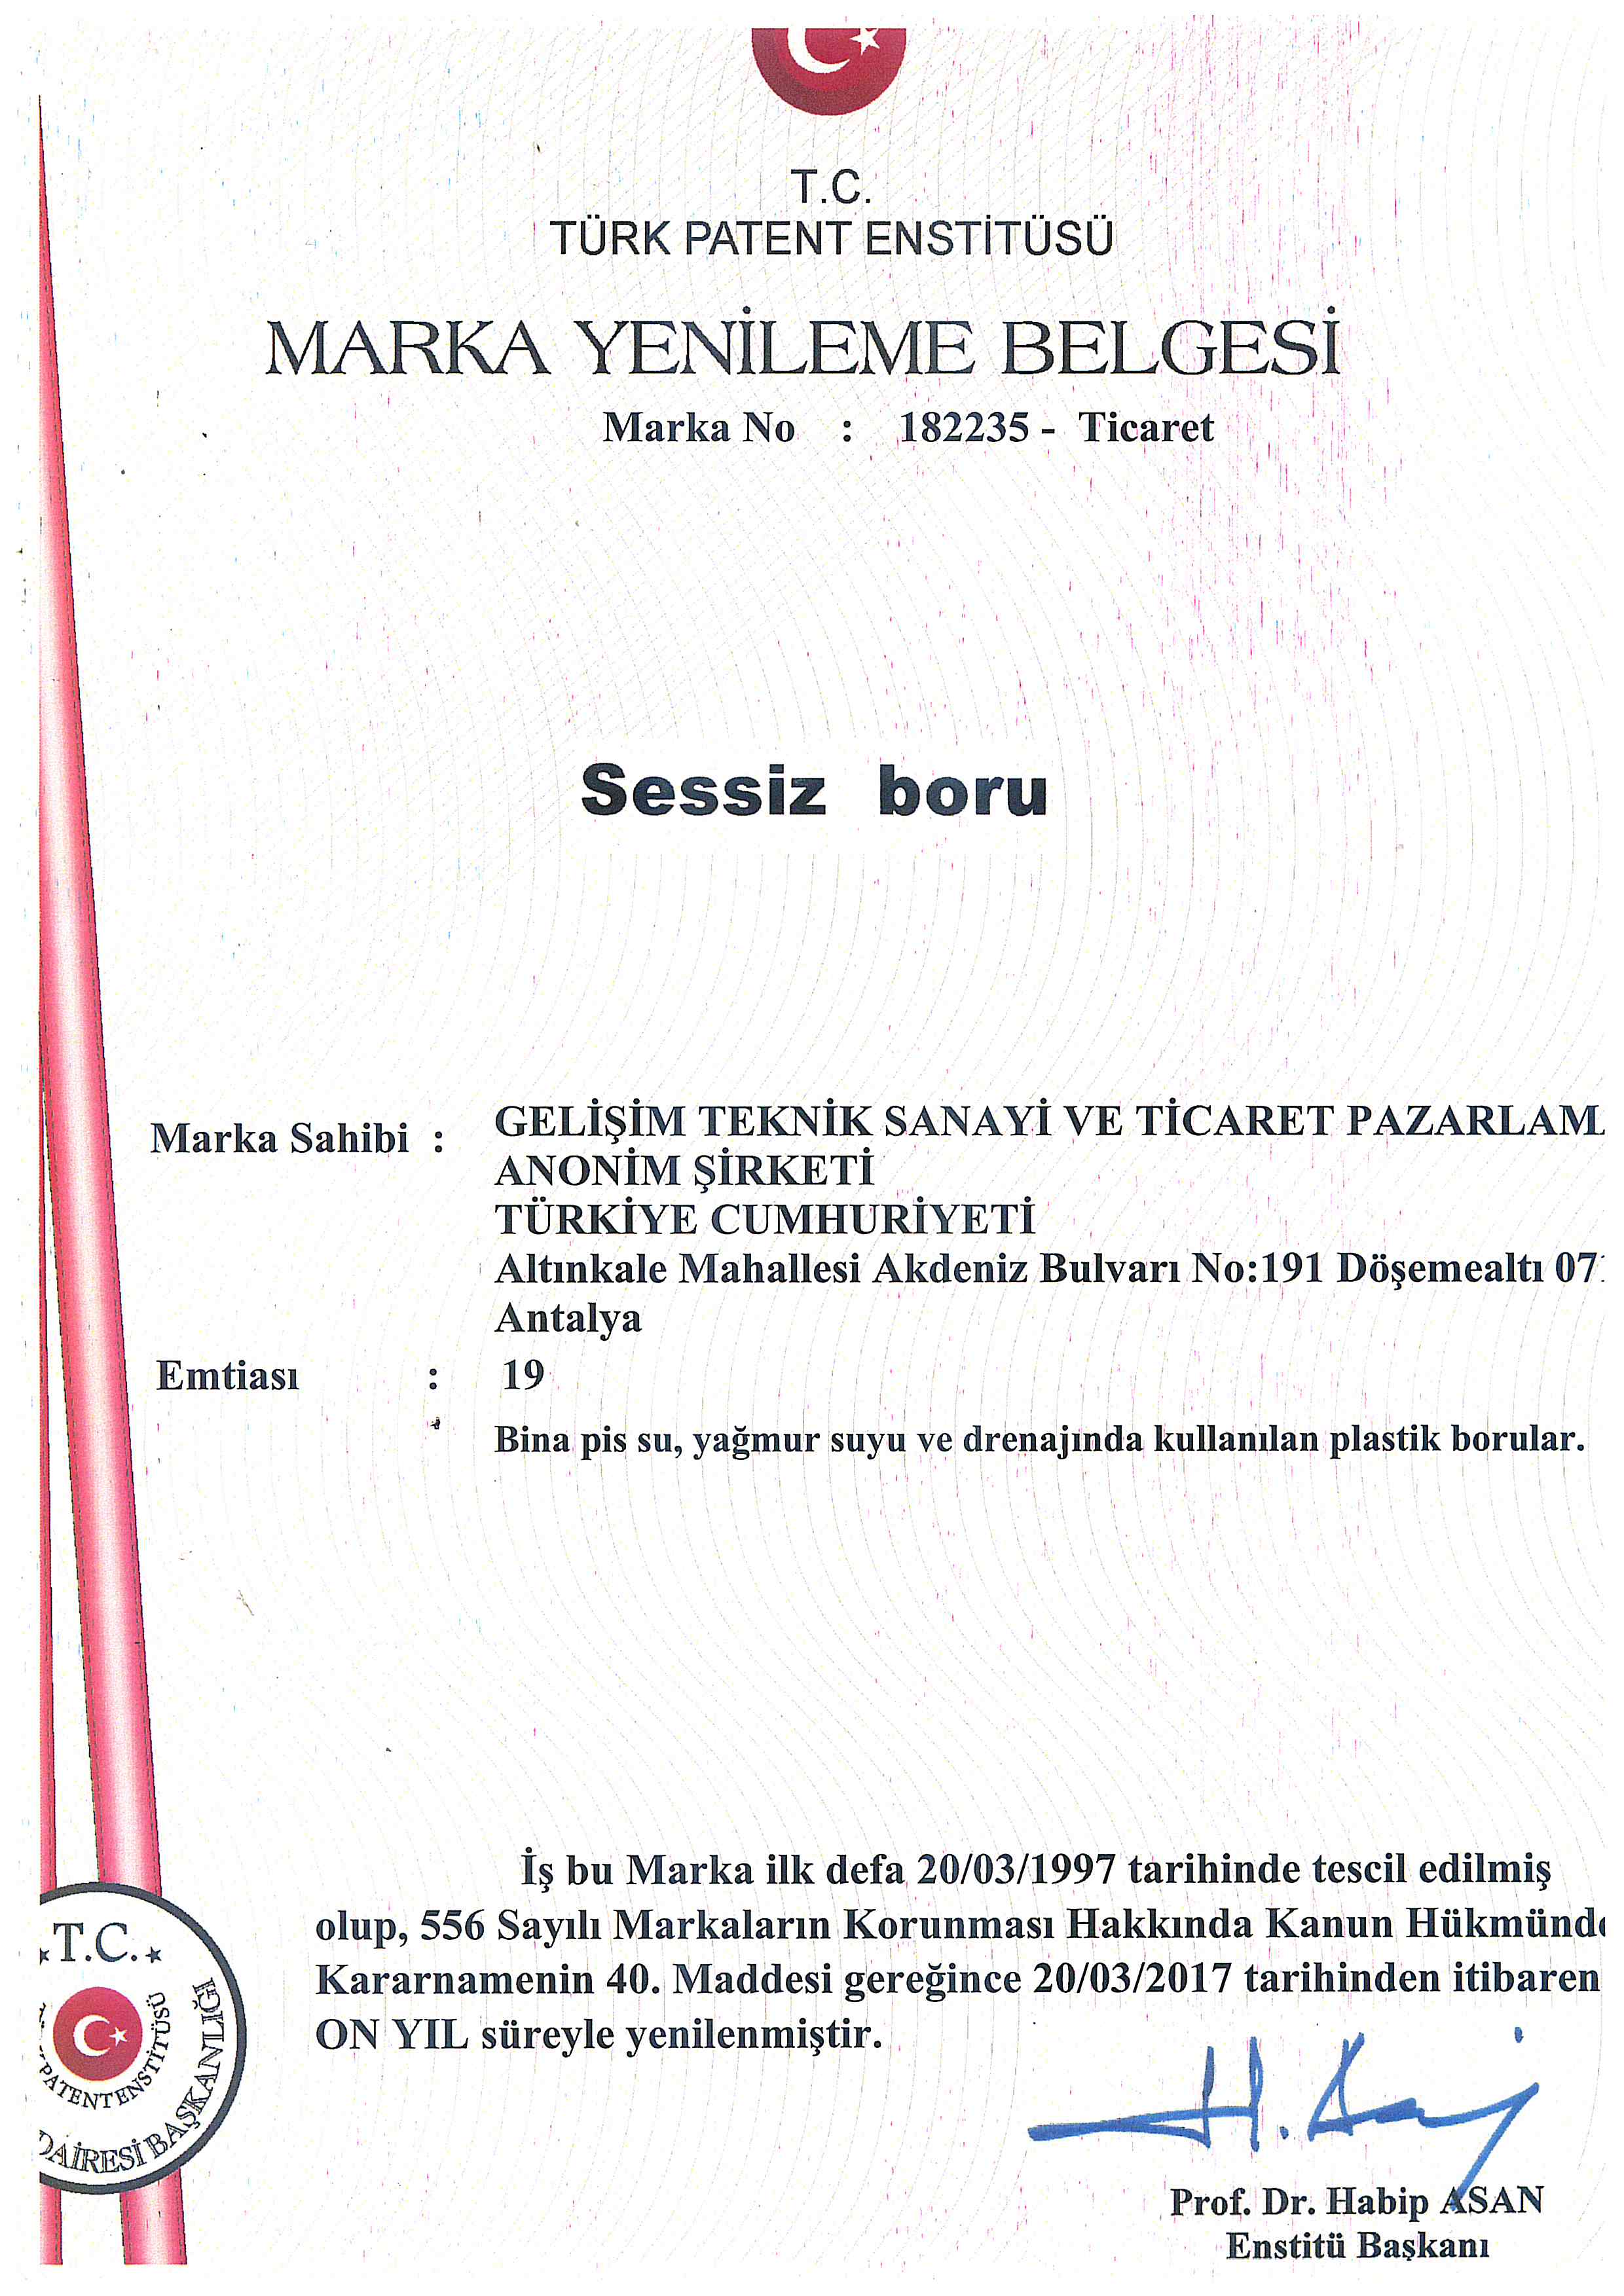 T.C.
TÜRK PATENT ENSTİTÜSÜ
MARKA YENİLEME BELGESİ
Marka No : 182235 - Ticaret
Sessiz boru
Marka Sahibi : GELİŞİM TEKNİK SANAYİ VE TİCARET PAZARLAM
ANONİM ŞİRKETİ
TÜRKİYE CUMHURİYETİ
Altınkale Mahallesi Akdeniz Bulvarı No:191 Döşemealtı 07
Antalya
Emtiası : 19
Bina pis su, yağmur suyu ve drenajında kullanılan plastik borular.
İş bu Marka ilk defa 20/03/1997 tarihinde tescil edilmiş
olup, 556 Sayılı Markaların Korunması Hakkında Kanun Hükmünd
Kararnamenin 40. Maddesi gereğince 20/03/2017 tarihinden itibaren
ON YIL süreyle yenilenmiştir.
T.C.
PATENT ENSTİTÜSÜ
DAİRESİ BAŞKANLIĞI
Prof. Dr. Habip ASAN
Enstitü Başkanı